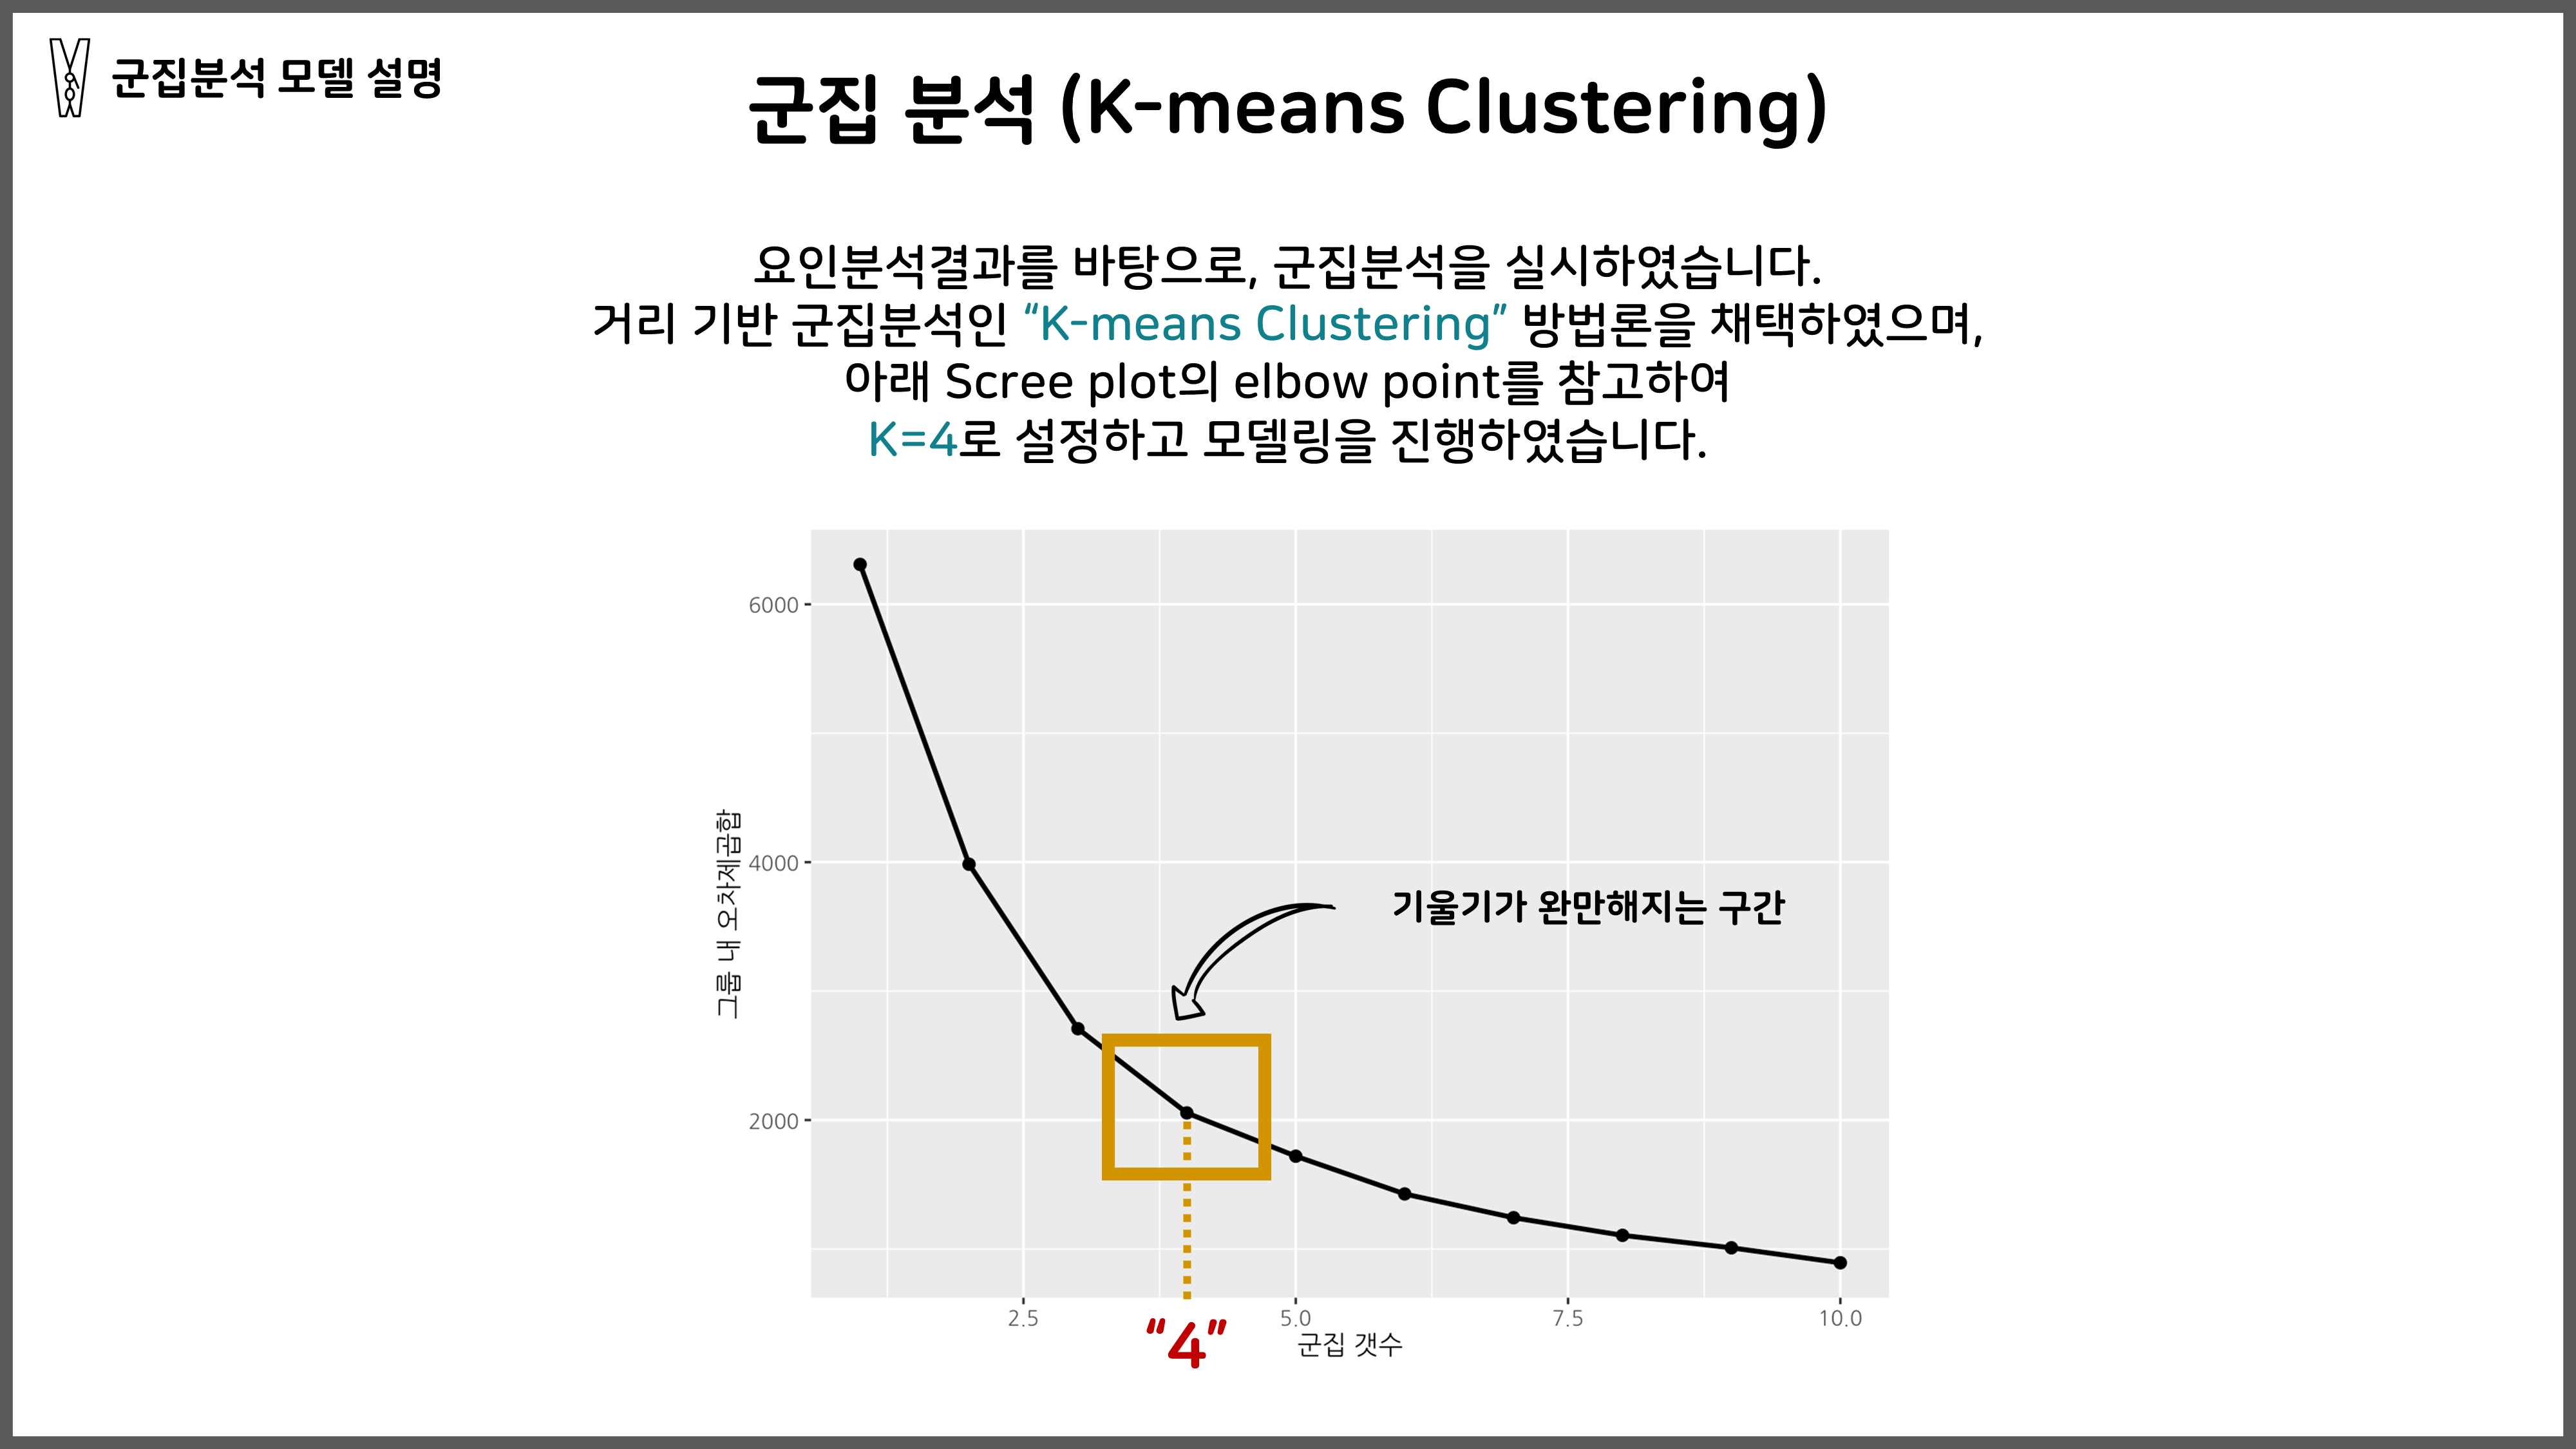 군집분석 모델 설명
군집 분석 (K-means Clustering)
요인분석결과를 바탕으로, 군집분석을 실시하였습니다.
거리 기반 군집분석인 “K-means Clustering” 방법론을 채택하였으며,
아래 Scree plot의 elbow point를 참고하여
K=4로 설정하고 모델링을 진행하였습니다.
그룹 내 오차제곱합
6000
4000
2000
기울기가 완만해지는 구간
2.5
5.0
7.5
10.0
“4”
군집 갯수